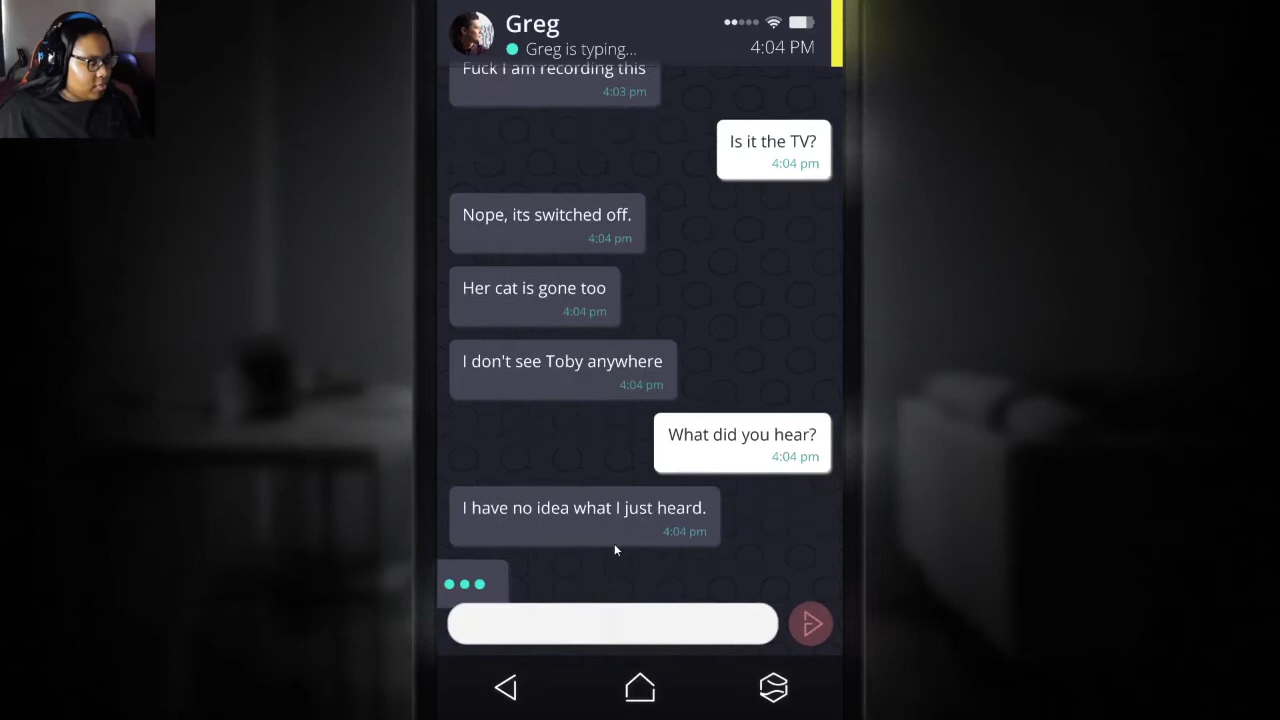 Greg
Greg is typing...
4:04 PM
Fuck I am recording this
4:03 pm
Is it the TV?
4:04 pm
Nope, its switched off.
4:04 pm
Her cat is gone too
4:04 pm
I don't see Toby anywhere
4:04 pm
What did you hear?
4:04 pm
I have no idea what I just heard.
4:04 pm